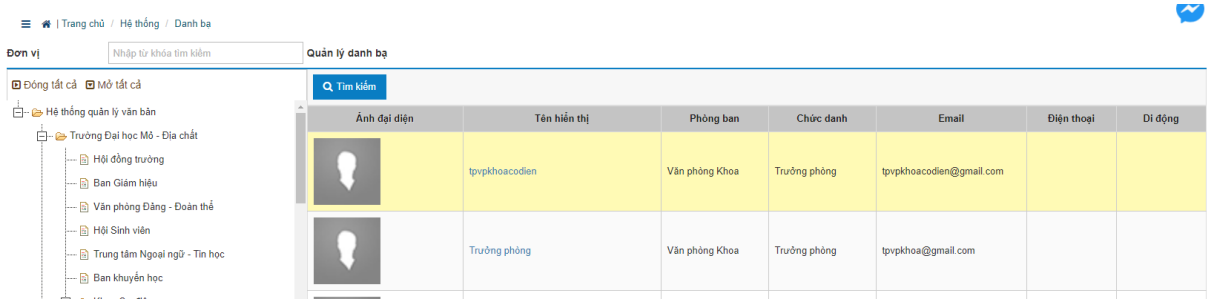 | Trang chủ / Hệ thống / Danh bạ
Đơn vị
Nhập từ khóa tìm kiếm
Quản lý danh bạ
Đóng tất cả Mở tất cả
Tìm kiếm
Hệ thống quản lý văn bản
Trường Đại học Mỏ - Địa chất
Hội đồng trường
Ban Giám hiệu
Văn phòng Đảng - Đoàn thể
Hội Sinh viên
Trung tâm Ngoại ngữ - Tin học
Ban khuyến học
Ảnh đại diện Tên hiển thị Phòng ban Chức danh Email Điện thoại Di động
tpvpkhoacodien Văn phòng Khoa Trưởng phòng tpvpkhoacodien@gmail.com
Trưởng phòng Văn phòng Khoa Trưởng phòng tpvpkhoa@gmail.com